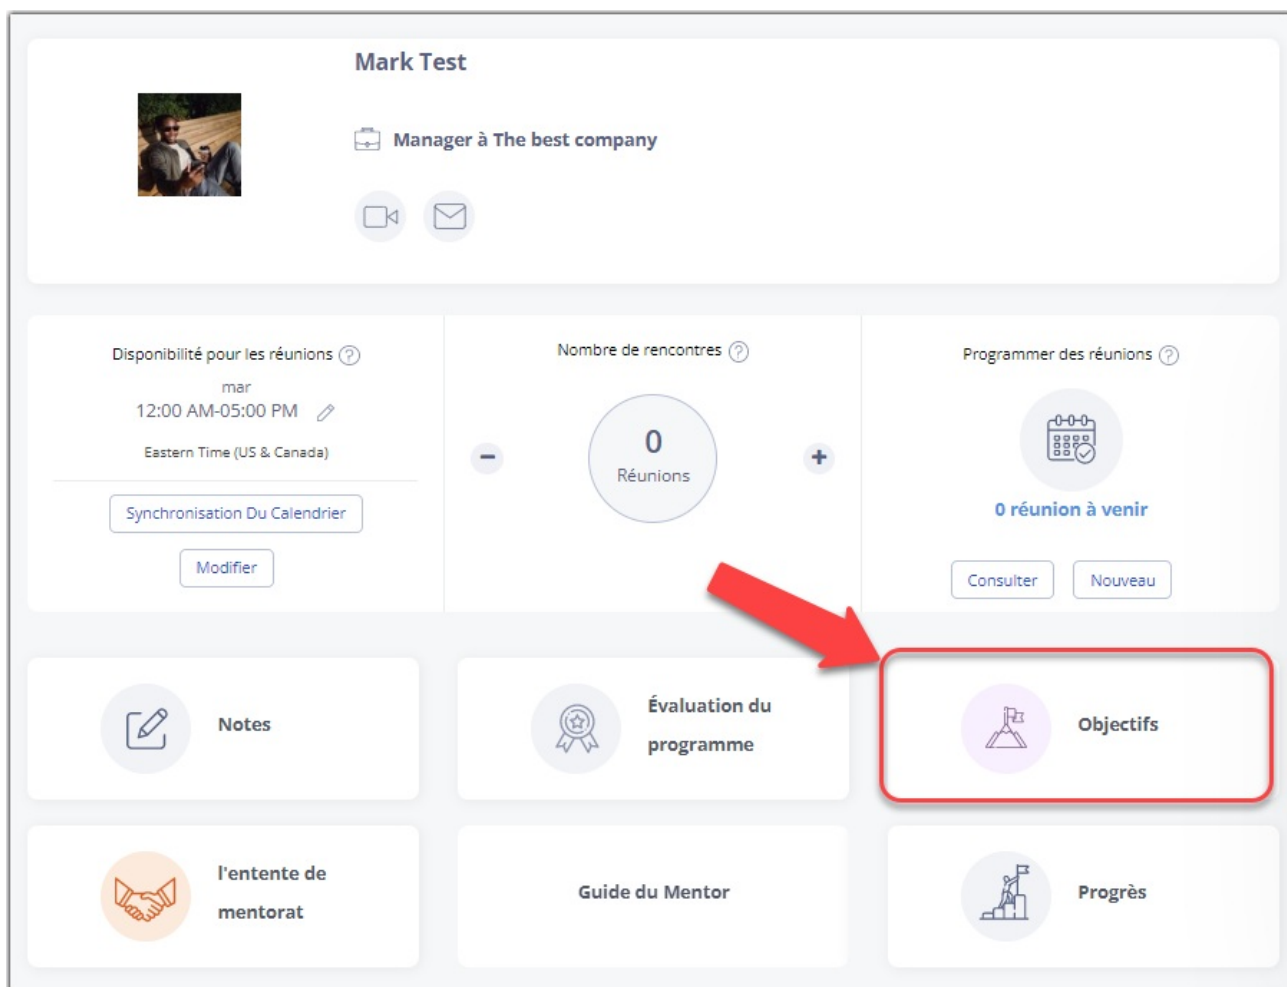 Mark Test
Manager à The best company
Disponibilité pour les réunions ?
mar
12:00 AM-05:00 PM
Eastern Time (US & Canada)
Synchronisation Du Calendrier
Modifier
Nombre de rencontres ?
0
Réunions
Programmer des réunions ?
0 réunion à venir
Consulter
Nouveau
Notes
Évaluation du
programme
Objectifs
l'entente de
mentorat
Guide du Mentor
Progrès